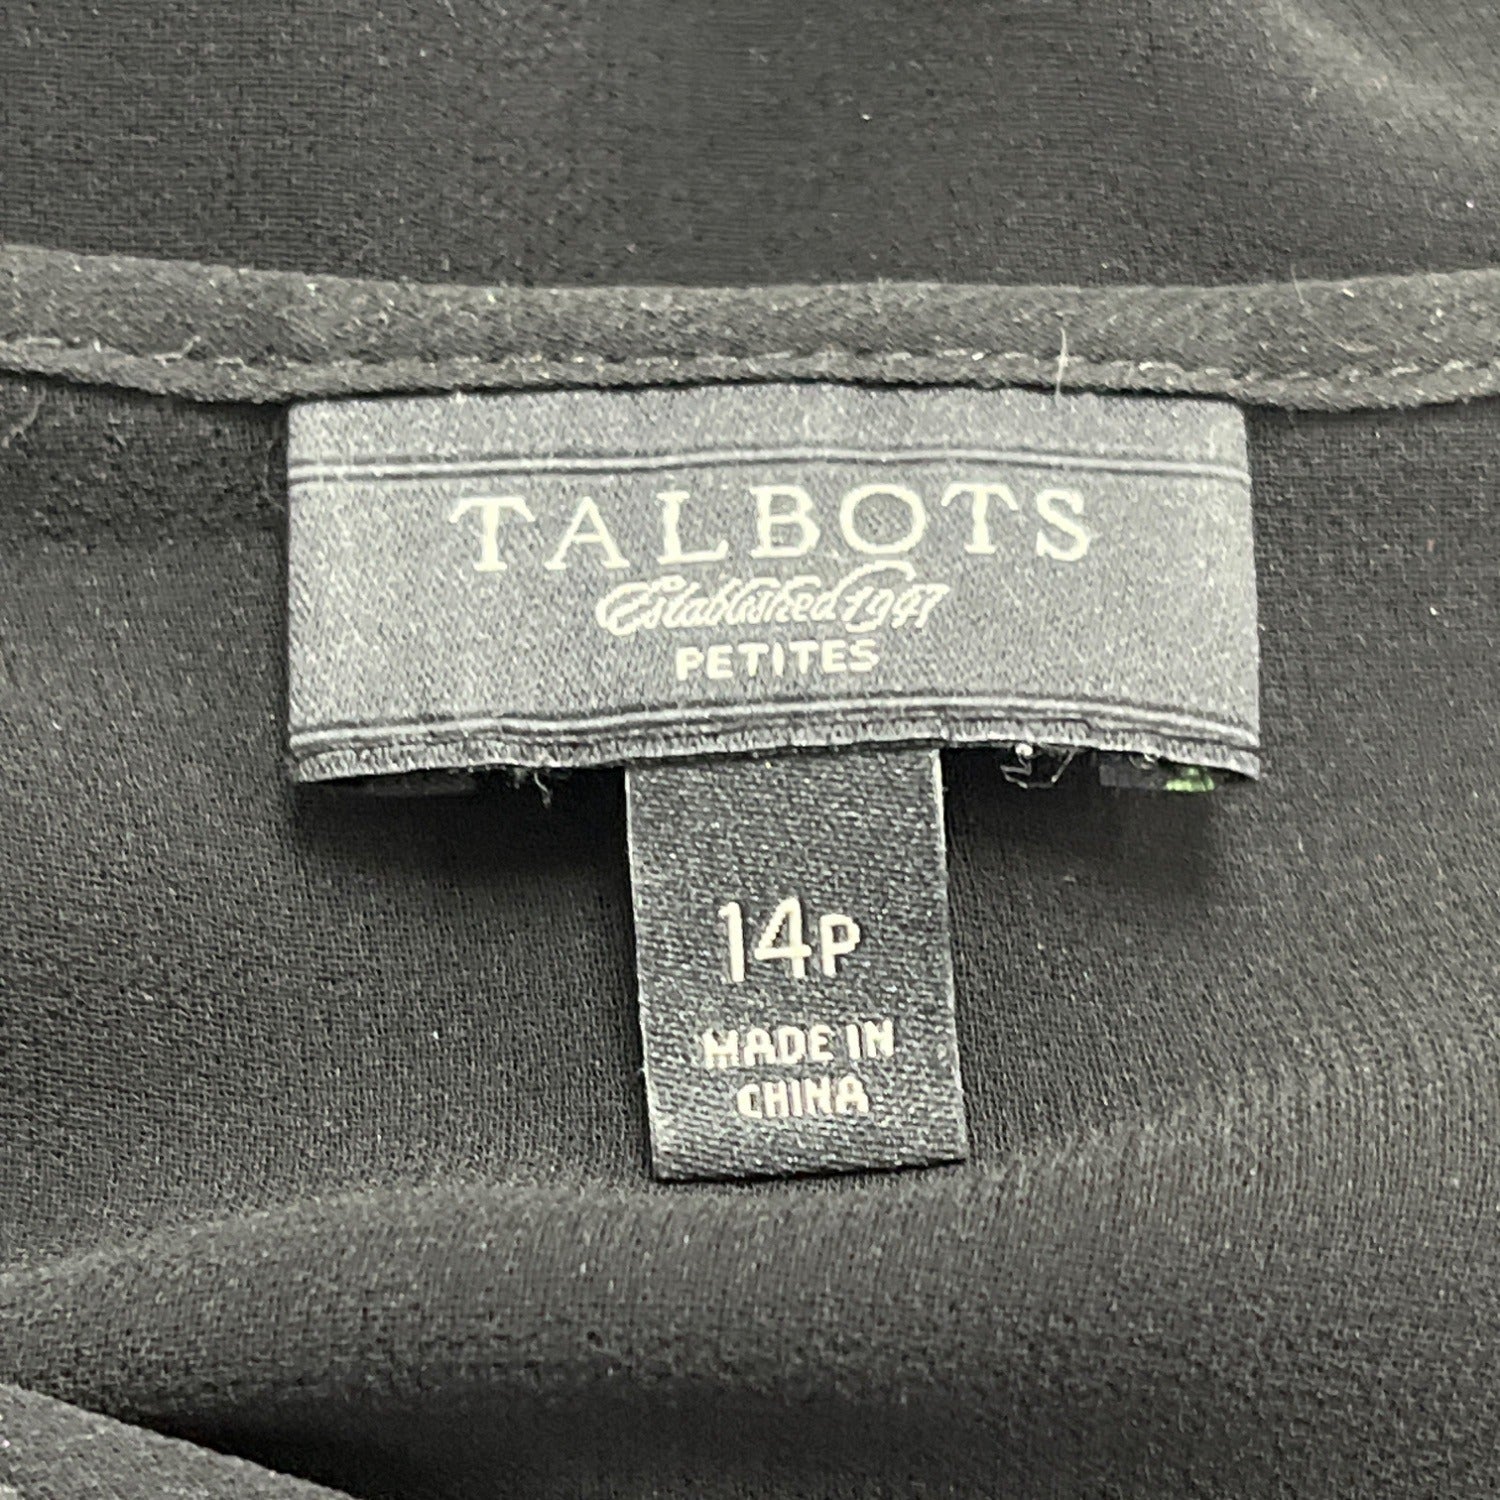 TALBOTS
Established 1947
PETITES
14P
MADE IN
CHINA